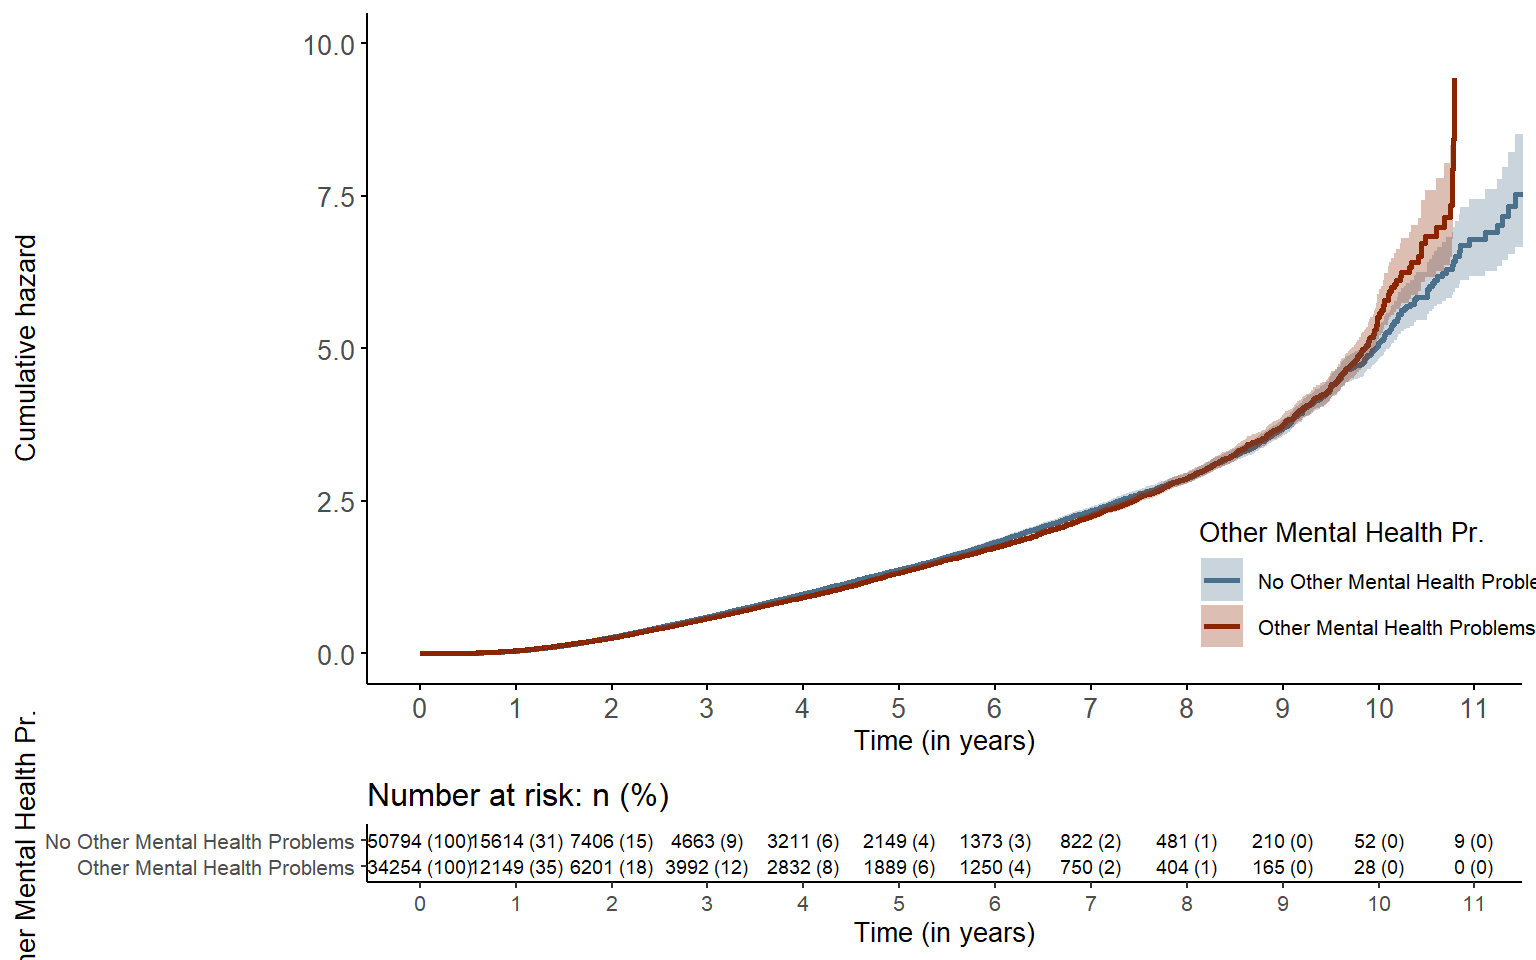 10.0
7.5
5.0
2.5
0.0
Cumulative hazard
Other Mental Health Pr.
No Other Mental Health Proble
Other Mental Health Problems
0 1 2 3 4 5 6 7 8 9 10 11
Time (in years)
Number at risk: n (%)
her Mental Health Pr.
No Other Mental Health Problems 50794 (100) 15614 (31) 7406 (15) 4663 (9) 3211 (6) 2149 (4) 1373 (3) 822 (2) 481 (1) 210 (0) 52 (0) 9 (0)
Other Mental Health Problems 34254 (100) 12149 (35) 6201 (18) 3992 (12) 2832 (8) 1889 (6) 1250 (4) 750 (2) 404 (1) 165 (0) 28 (0) 0 (0)
0 1 2 3 4 5 6 7 8 9 10 11
Time (in years)